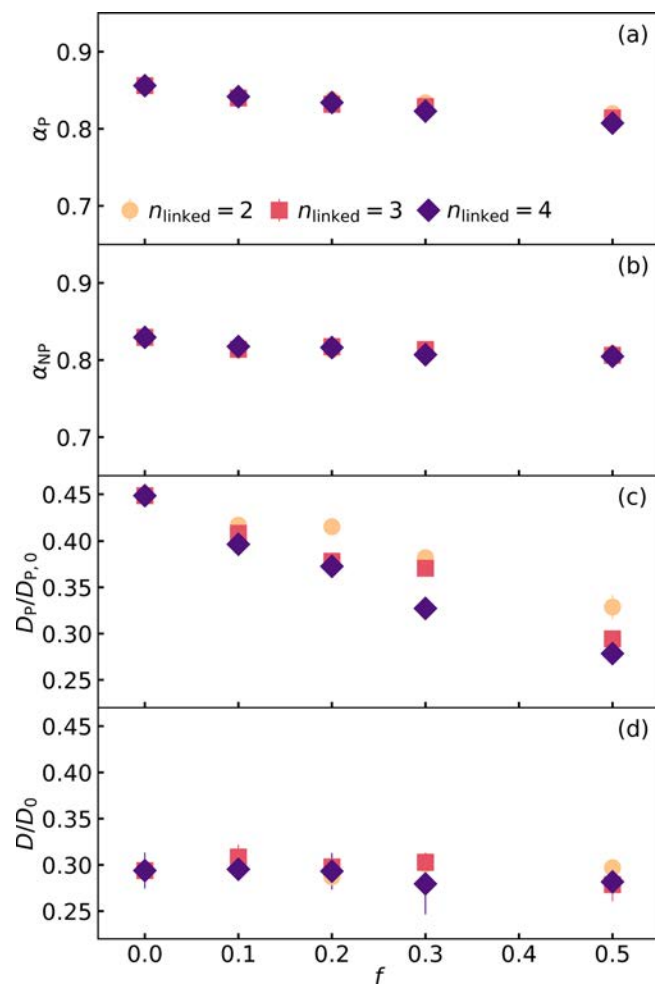 (a)
0.9
0.8
0.7
α_P
n_linked = 2 n_linked = 3 n_linked = 4
(b)
0.9
0.8
0.7
α_NP
(c)
0.45
0.40
0.35
0.30
0.25
D_P/D_P, 0
(d)
0.45
0.40
0.35
0.30
0.25
D/D_0
0.0 0.1 0.2 0.3 0.4 0.5
f